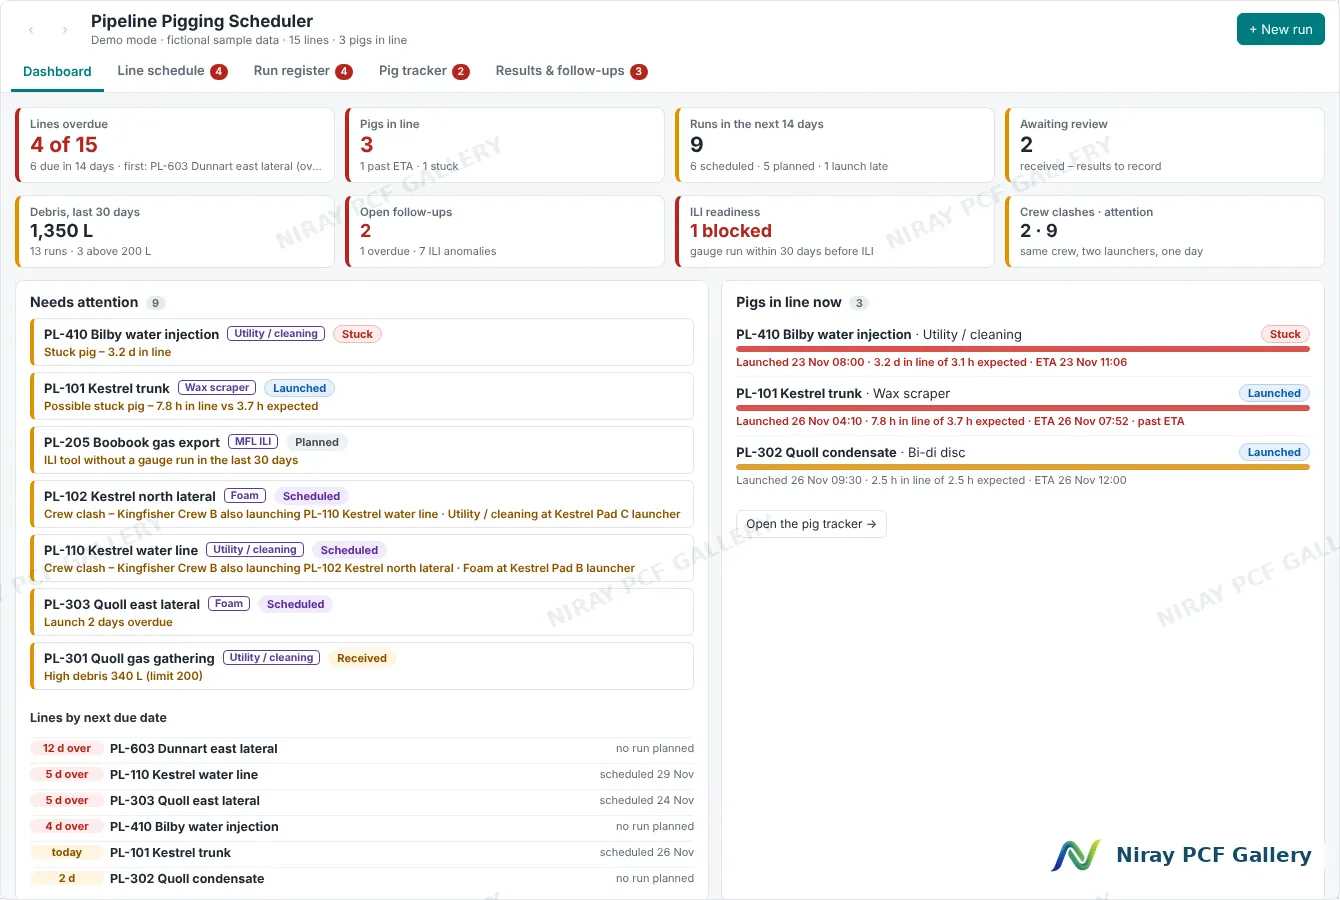 ‹ ›
Pipeline Pigging Scheduler
Demo mode · fictional sample data · 15 lines · 3 pigs in line
+ New run
Dashboard
Line schedule 4
Run register 4
Pig tracker 2
Results & follow-ups 3
Lines overdue
4 of 15
6 due in 14 days · first: PL-603 Dunnart east lateral (ov...
Pigs in line
3
1 past ETA · 1 stuck
Runs in the next 14 days
9
6 scheduled · 5 planned · 1 launch late
Awaiting review
2
received – results to record
Debris, last 30 days
1,350 L
13 runs · 3 above 200 L
Open follow-ups
2
1 overdue · 7 ILI anomalies
ILI readiness
1 blocked
gauge run within 30 days before ILI
Crew clashes · attention
2 · 9
same crew, two launchers, one day
Needs attention 9
PL-410 Bilby water injection Utility / cleaning Stuck
Stuck pig – 3.2 d in line
PL-101 Kestrel trunk Wax scraper Launched
Possible stuck pig – 7.8 h in line vs 3.7 h expected
PL-205 Boobook gas export MFL ILI Planned
ILI tool without a gauge run in the last 30 days
PL-102 Kestrel north lateral Foam Scheduled
Crew clash – Kingfisher Crew B also launching PL-110 Kestrel water line · Utility / cleaning at Kestrel Pad C launcher
PL-110 Kestrel water line Utility / cleaning Scheduled
Crew clash – Kingfisher Crew B also launching PL-102 Kestrel north lateral · Foam at Kestrel Pad B launcher
PL-303 Quoll east lateral Foam Scheduled
Launch 2 days overdue
PL-301 Quoll gas gathering Utility / cleaning Received
High debris 340 L (limit 200)
Lines by next due date
12 d over PL-603 Dunnart east lateral no run planned
5 d over PL-110 Kestrel water line scheduled 29 Nov
5 d over PL-303 Quoll east lateral scheduled 24 Nov
4 d over PL-410 Bilby water injection no run planned
today PL-101 Kestrel trunk scheduled 26 Nov
2 d PL-302 Quoll condensate no run planned
Pigs in line now 3
PL-410 Bilby water injection · Utility / cleaning Stuck
Launched 23 Nov 08:00 · 3.2 d in line of 3.1 h expected · ETA 23 Nov 11:06
PL-101 Kestrel trunk · Wax scraper Launched
Launched 26 Nov 04:10 · 7.8 h in line of 3.7 h expected · ETA 26 Nov 07:52 · past ETA
PL-302 Quoll condensate · Bi-di disc Launched
Launched 26 Nov 09:30 · 2.5 h in line of 2.5 h expected · ETA 26 Nov 12:00
Open the pig tracker →
Niray PCF Gallery
NIRAY PCF GALLERY
NIRAY PCF GALLERY
NIRAY PCF GALLERY
NIRAY PCF GALLERY